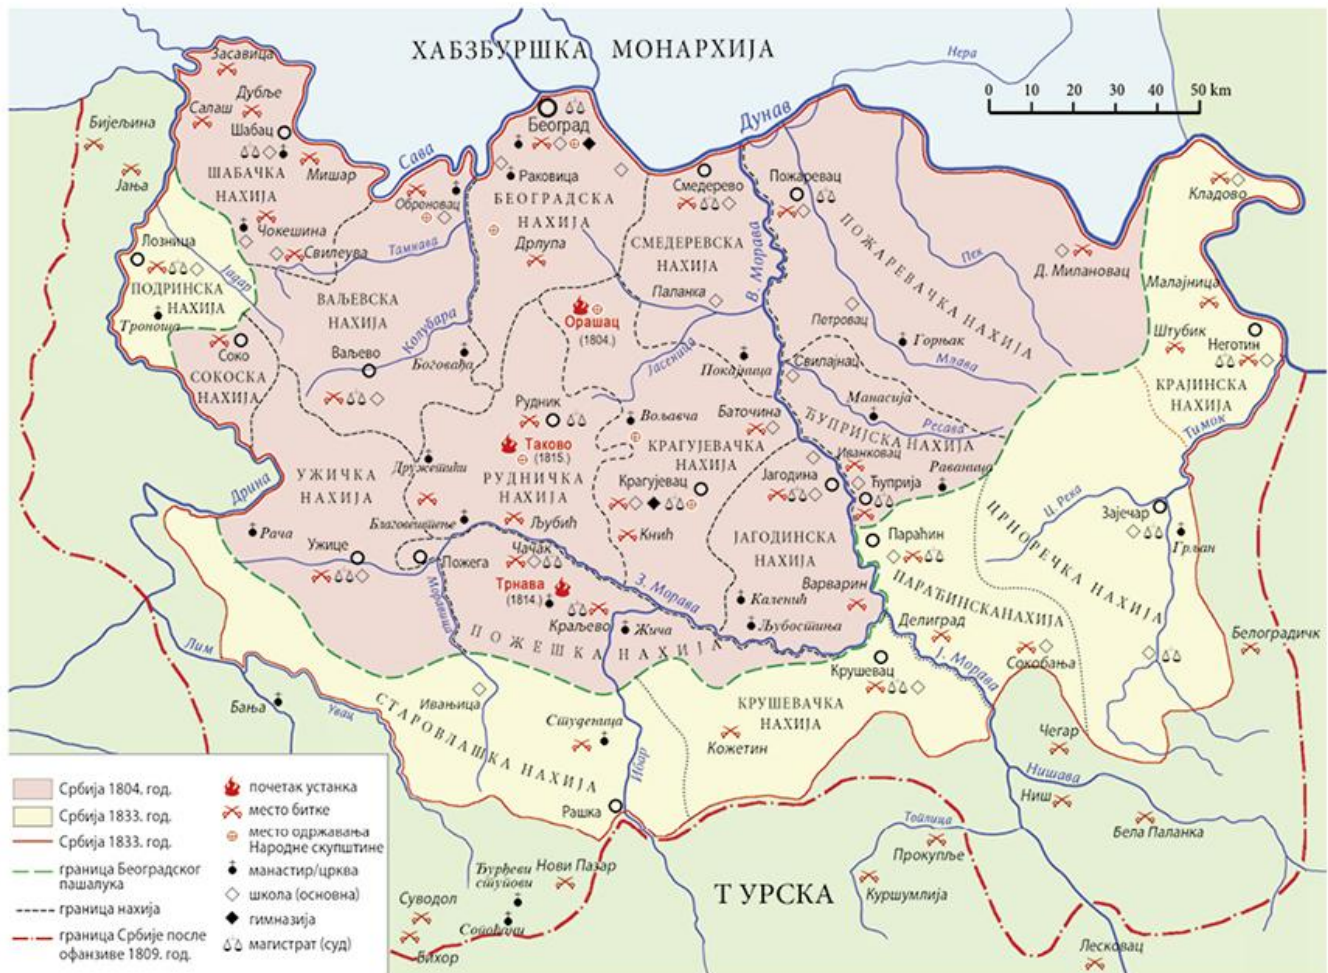 ХАБЗБУРШКА МОНАРХИЈА
Нера
0 10 20 30 40 50 km
Засавица
Дубље
Салаш
Шабац
Бијељина
Јања
ШАБАЧКА
НАХИЈА
Мишар
Сава
Београд
Раковица
БЕОГРАДСКА
НАХИЈА
Обреновац
Дунав
Смедерево
Пожаревац
Кладово
Чокешина
Свилеува
Тамнава
Дрлупа
СМЕДЕРЕВСКА
НАХИЈА
В. Морава
ПОЖАРЕВАЧКА НАХИЈА
Пек
Д. Милановац
Лозница
Јадар
ПОДРИНСКА
НАХИЈА
Троноша
ВАЉЕВСКА
НАХИЈА
Колубара
Паланка
Орашац
(1804.)
Петровац
Горњак
Млава
Малајница
Штубик
Неготин
КРАЈИНСКА
НАХИЈА
Тимок
Соко
СОКОСКА
НАХИЈА
Ваљево
Боговађа
Јасеница
Покајница
Свилајнац
Манасија
Ресава
ЋУПРИЈСКА НАХИЈА
Рудник
Вољавча
Баточина
Таково
(1815.)
КРАГУЈЕВАЧКА
НАХИЈА
Иванковац
Раваница
Дружетићи
РУДНИЧКА
НАХИЈА
Крагујевац
Јагодина
Ћуприја
УЖИЧКА
НАХИЈА
Дрина
Рача
Благовештење
Љубић
Кнић
ЈАГОДИНСКА
НАХИЈА
Параћин
Ц. Река
Зајечар
Грљан
ЦРНОРЕЧКА НАХИЈА
Ужице
Пожега
Чачак
Трнава
(1814.)
З. Морава
Варварин
ПАРАЋИНСКА НАХИЈА
Моравица
Краљево
Жича
Каленић
Љубостиња
Делиград
Ј. Морава
Сокобања
Белоградчик
ПОЖЕШКА НАХИЈА
Лим
Бања
Увац
Ивањица
СТАРОВЛАШКА НАХИЈА
Студеница
Ибар
Крушевац
КРУШЕВАЧКА
НАХИЈА
Кожетин
Чегар
Нишава
Ниш
Бела Паланка
Рашка
Топлица
Прокупље
Куршумлија
Нови Пазар
Ђурђеви
ступови
Сопоћани
Суводол
Бихор
ТУРСКА
Лесковац
Србија 1804. год.
Србија 1833. год.
Србија 1833. год.
граница Београдског
пашалука
граница нахија
граница Србије после
офанзиве 1809. год.
почетак устанка
место битке
место одржавања
Народне скупштине
манастир/црква
школа (основна)
гимназија
магистрат (суд)